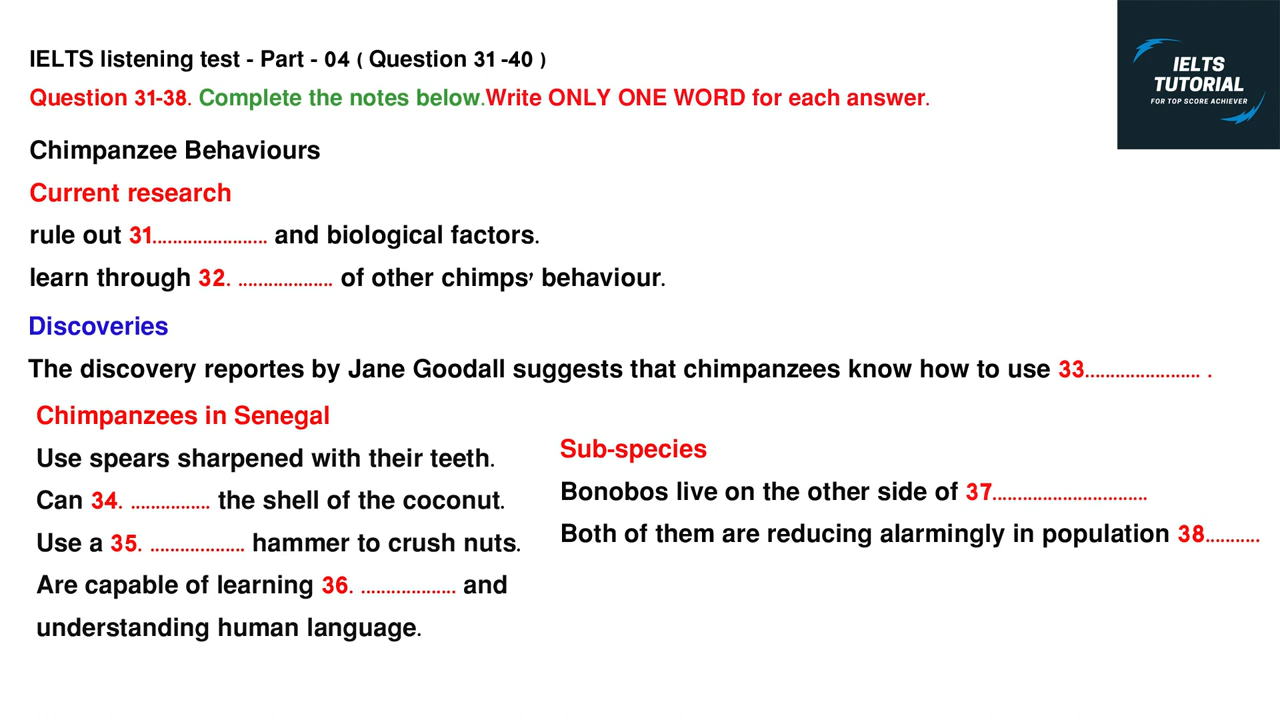 IELTS listening test - Part - 04 ( Question 31 -40 )
Question 31-38. Complete the notes below.Write ONLY ONE WORD for each answer.
IELTS
TUTORIAL
FOR TOP SCORE ACHIEVER
Chimpanzee Behaviours
Current research
rule out 31....................... and biological factors.
learn through 32. ................... of other chimps, behaviour.
Discoveries
The discovery reportes by Jane Goodall suggests that chimpanzees know how to use 33....................... .
Chimpanzees in Senegal
Use spears sharpened with their teeth.
Can 34. ................ the shell of the coconut.
Use a 35. ................... hammer to crush nuts.
Are capable of learning 36. ................... and
understanding human language.
Sub-species
Bonobos live on the other side of 37...............................
Both of them are reducing alarmingly in population 38...........